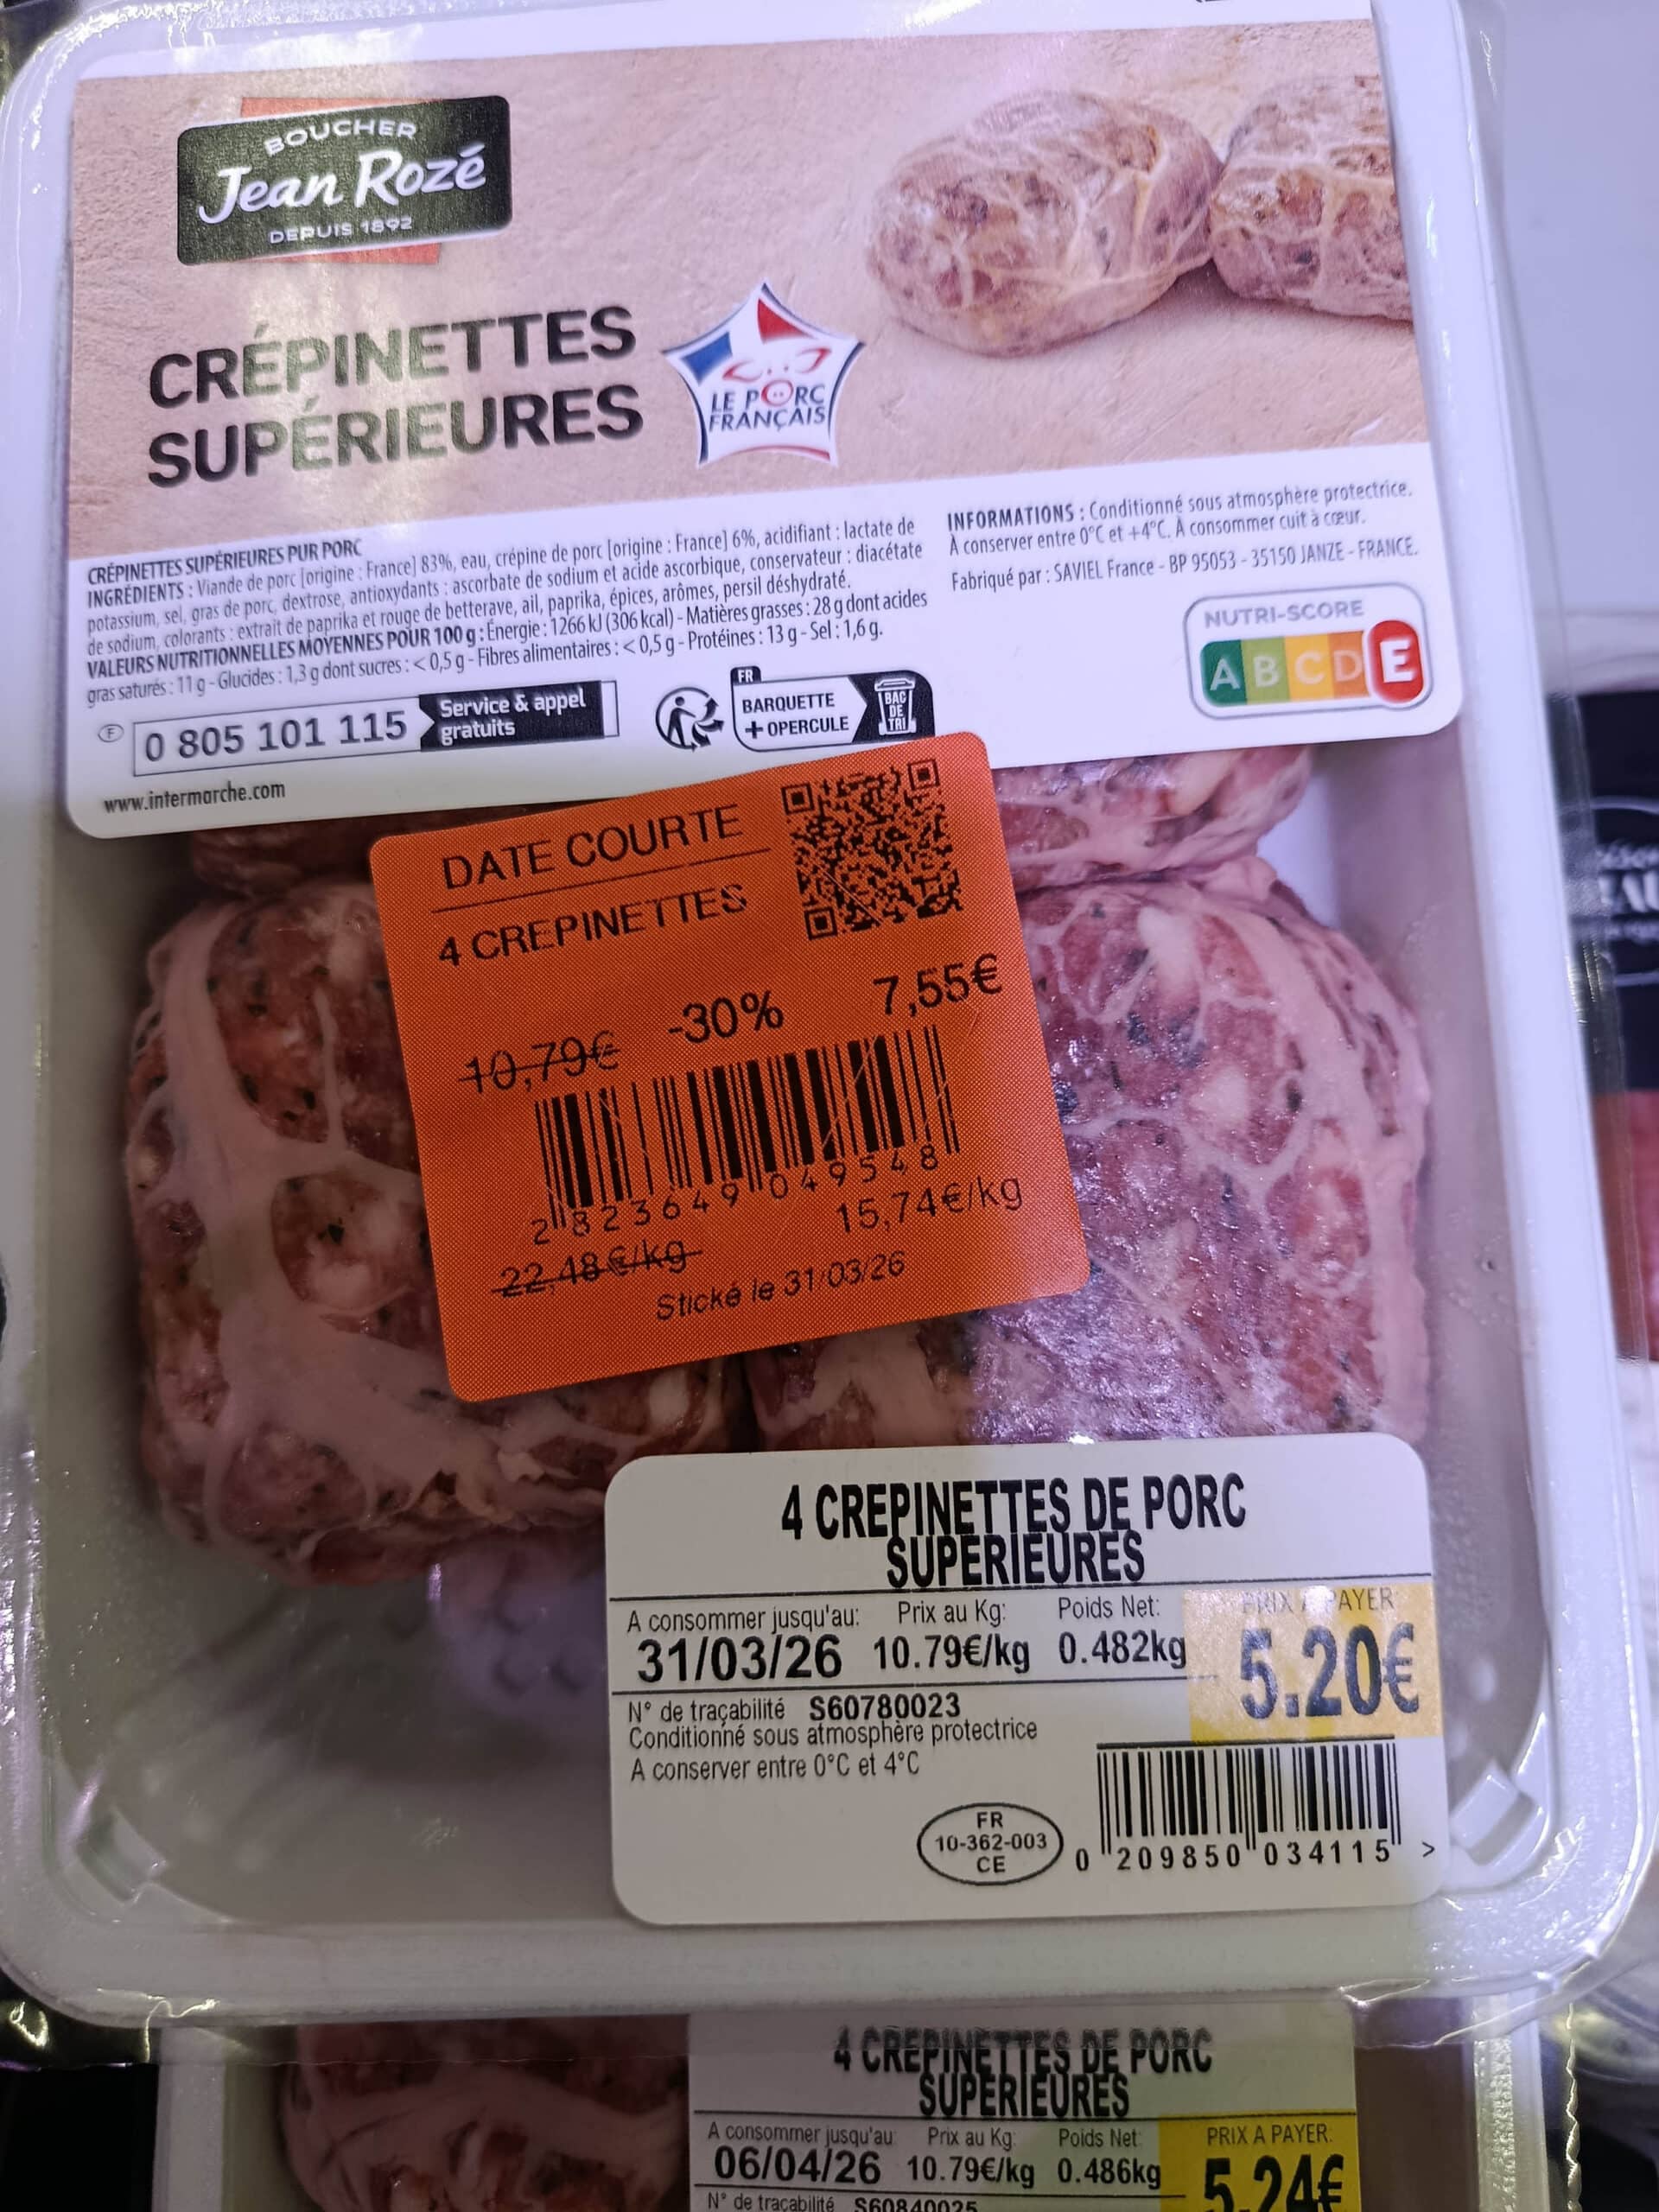 BOUCHER
Jean Rozé
DEPUIS 1892
CRÉPINETTES
SUPÉRIEURES
LE PORC
FRANÇAIS
CRÉPINETTES SUPÉRIEURES PUR PORC
INGRÉDIENTS : Viande de porc [origine : France] 83%, eau, crépine de porc [origine : France] 6%, acidifiant : lactate de
potassium, sel, gras de porc, dextrose, antioxydants : ascorbate de sodium et acide ascorbique, conservateur : diacétate
de sodium, colorants : extrait de paprika et rouge de betterave, ail, paprika, épices, arômes, persil déshydraté.
VALEURS NUTRITIONNELLES MOYENNES POUR 100 g : Énergie : 1266 kJ (306 kcal) - Matières grasses : 28 g dont acides
gras saturés : 11 g - Glucides : 1,3 g dont sucres : < 0,5 g - Fibres alimentaires : < 0,5 g - Protéines : 13 g - Sel : 1,6 g.
INFORMATIONS : Conditionné sous atmosphère protectrice.
À conserver entre 0°C et +4°C. À consommer cuit à cœur.
Fabriqué par : SAVIEL France - BP 95053 - 35150 JANZE - FRANCE.
NUTRI-SCORE
A B C D E
F
0 805 101 115
Service & appel
gratuits
FR
BARQUETTE
+ OPERCULE
BAC
DE
TRI
www.intermarche.com
DATE COURTE
4 CREPINETTES
10,79€ -30% 7,55€
2 823649 049548
22,48€/kg 15,74€/kg
Stické le 31/03/26
4 CREPINETTES DE PORC
SUPERIEURES
A consommer jusqu'au: Prix au Kg: Poids Net: PRIX A PAYER
31/03/26 10.79€/kg 0.482kg 5.20€
N° de traçabilité S60780023
Conditionné sous atmosphère protectrice
A conserver entre 0°C et 4°C
FR
10-362-003
CE
0 209850 034115 >
4 CREPINETTES DE PORC
SUPERIEURES
A consommer jusqu'au: Prix au Kg: Poids Net: PRIX A PAYER:
06/04/26 10.79€/kg 0.486kg 5.24€
N° de traçabilité S60840025